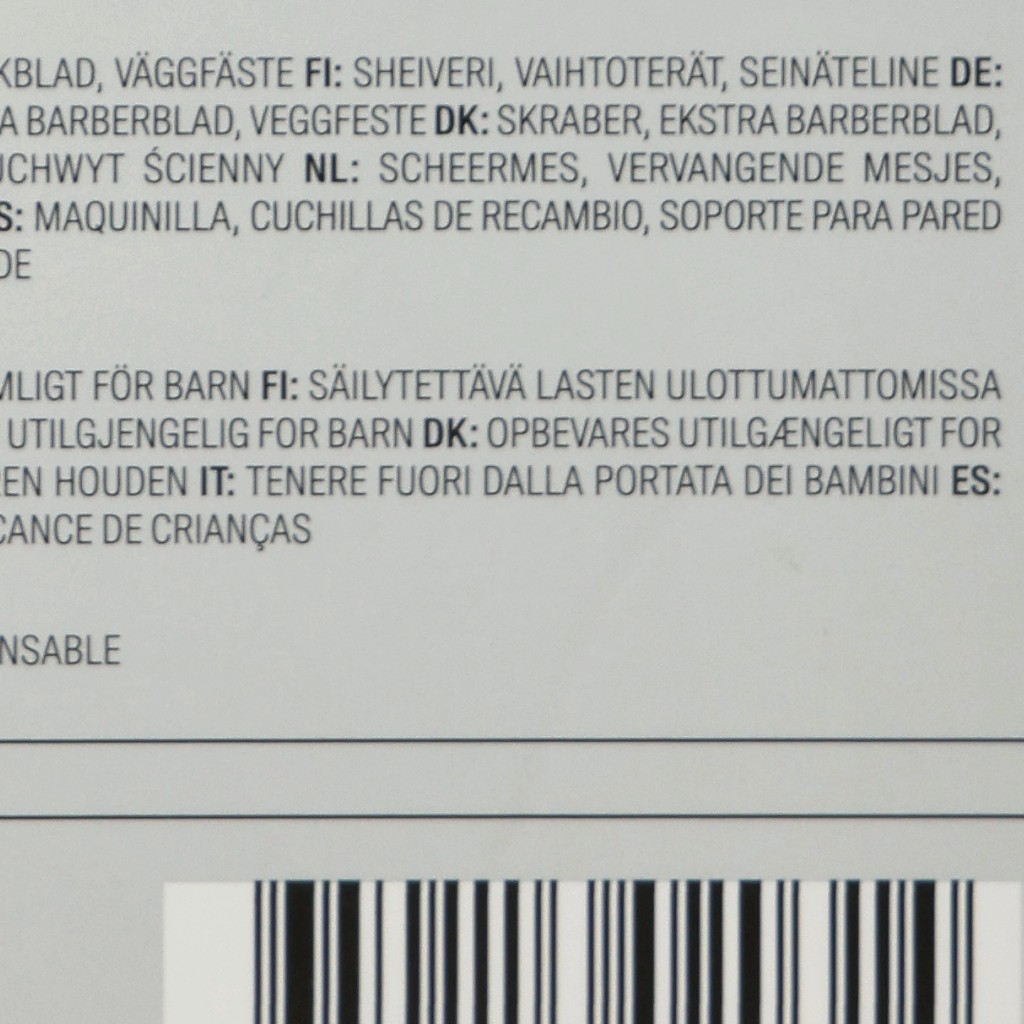 KBLAD, VÄGGFÄSTE FI: SHEIVERI, VAIHTOTERÄT, SEINÄTELINE DE:
A BARBERBLAD, VEGGFESTE DK: SKRABER, EKSTRA BARBERBLAD,
UCHWYT ŚCIENNY NL: SCHEERMES, VERVANGENDE MESJES,
S: MAQUINILLA, CUCHILLAS DE RECAMBIO, SOPORTE PARA PARED
DE
MLIGT FÖR BARN FI: SÄILYTETTÄVÄ LASTEN ULOTTUMATTOMISSA
UTILGJENGELIG FOR BARN DK: OPBEVARES UTILGÆNGELIGT FOR
REN HOUDEN IT: TENERE FUORI DALLA PORTATA DEI BAMBINI ES:
CANCE DE CRIANÇAS
NSABLE